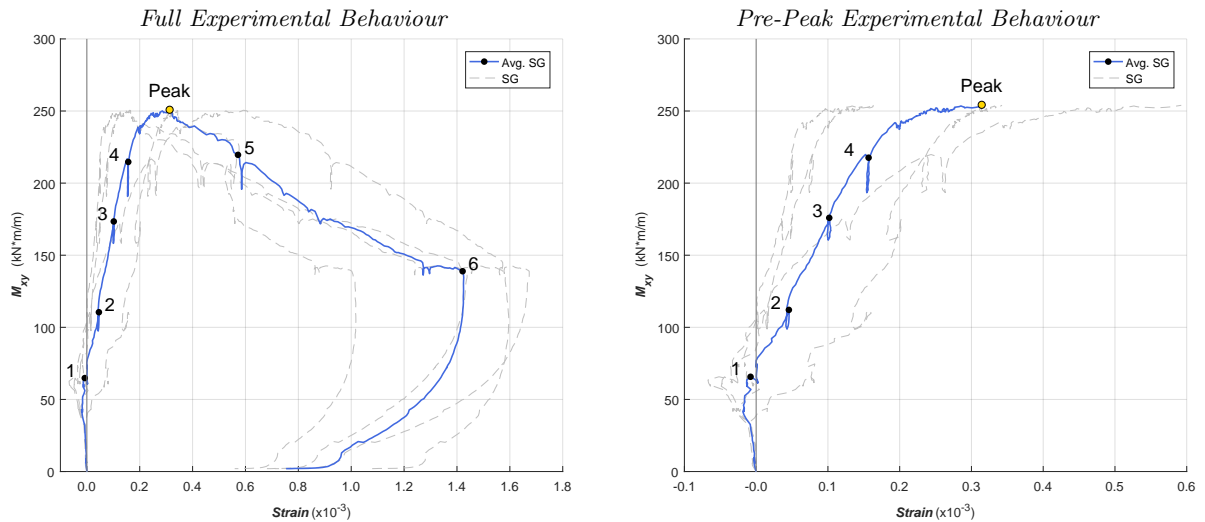 Full Experimental Behaviour
300
250
200
150
100
50
0
M_xy (kN*m/m)
0.0 0.2 0.4 0.6 0.8 1.0 1.2 1.4 1.6 1.8
Strain (x10^-3)
Avg. SG
SG
Peak
1
2
3
4
5
6
Pre-Peak Experimental Behaviour
300
250
200
150
100
50
0
M_xy (kN*m/m)
-0.1 -0.0 0.1 0.2 0.3 0.4 0.5 0.6
Strain (x10^-3)
Avg. SG
SG
Peak
1
2
3
4